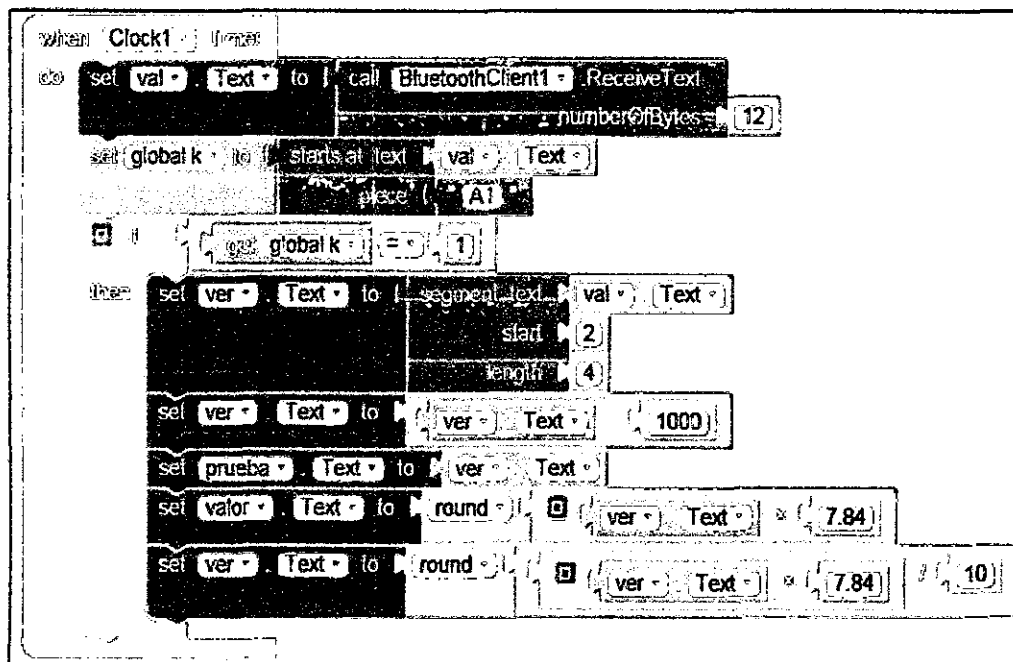 when Clock1 .Timer
do set val . Text to call BluetoothClient1 .ReceiveText
numberOfBytes 12
set global k to starts at text val . Text
piece " A1 "
if get global k = 1
then set ver . Text to segment text val . Text
start 2
length 4
set ver . Text to ver . Text 1000
set prueba . Text to ver . Text
set valor . Text to round ver . Text × 7.84
set ver . Text to round ver . Text × 7.84 / 10